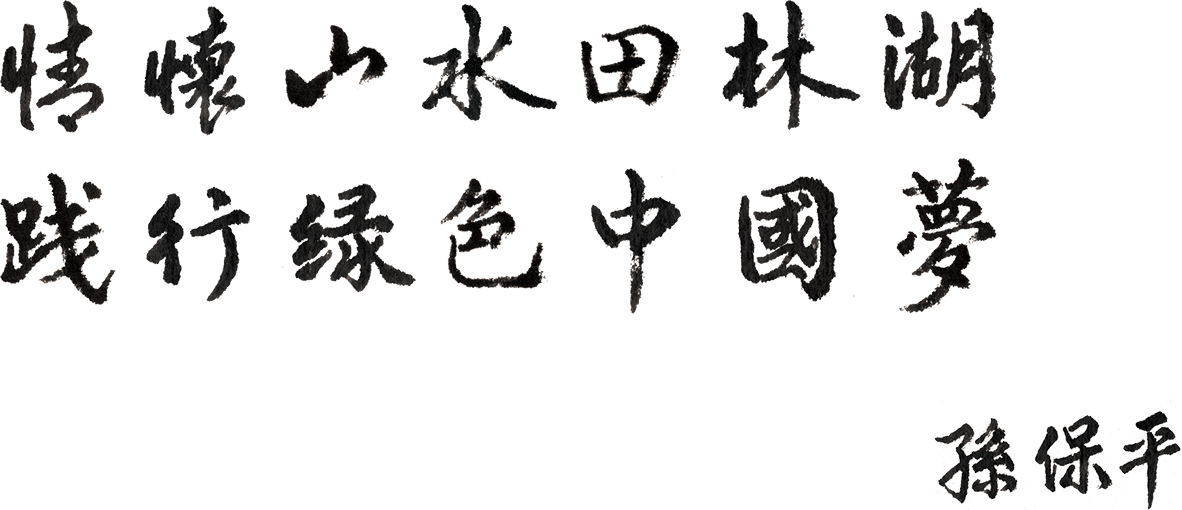 情懷山水田林湖
践行绿色中國夢
孫保平